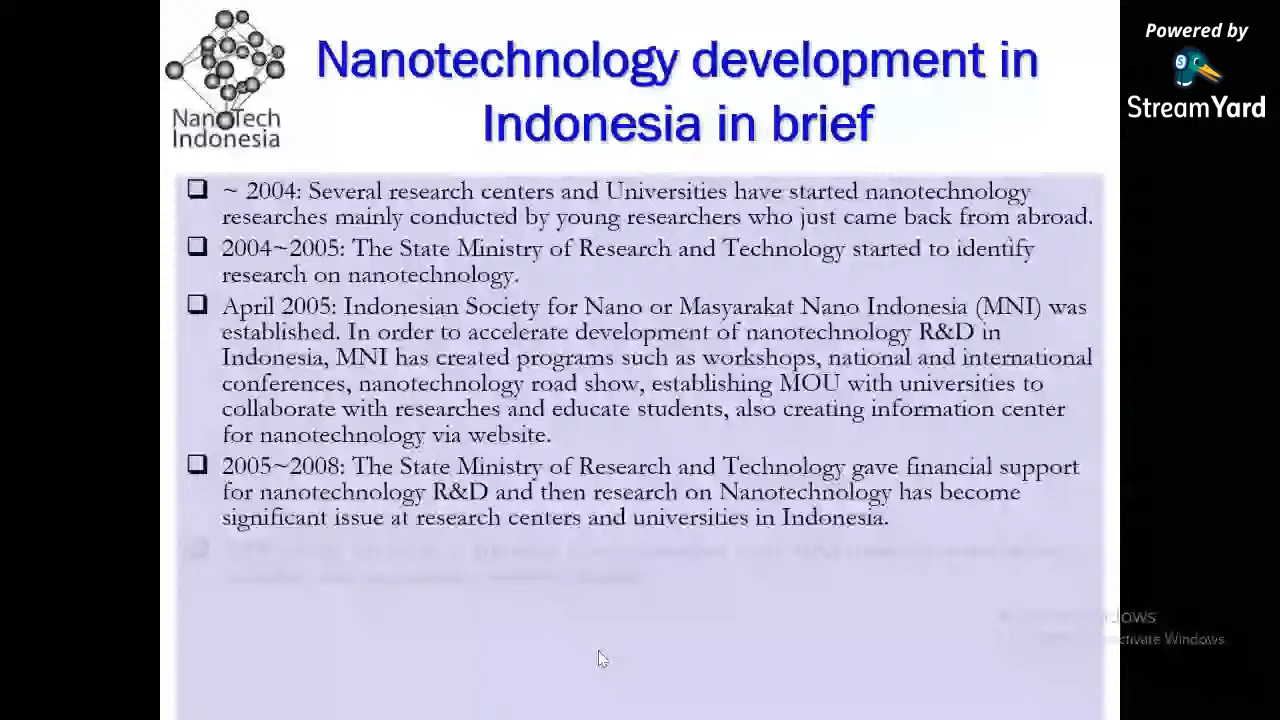 Powered by
StreamYard
NanoTech
Indonesia
Nanotechnology development in
Indonesia in brief
~ 2004: Several research centers and Universities have started nanotechnology
researches mainly conducted by young researchers who just came back from abroad.
2004~2005: The State Ministry of Research and Technology started to identify
research on nanotechnology.
April 2005: Indonesian Society for Nano or Masyarakat Nano Indonesia (MNI) was
established. In order to accelerate development of nanotechnology R&D in
Indonesia, MNI has created programs such as workshops, national and international
conferences, nanotechnology road show, establishing MOU with universities to
collaborate with researches and educate students, also creating information center
for nanotechnology via website.
2005~2008: The State Ministry of Research and Technology gave financial support
for nanotechnology R&D and then research on Nanotechnology has become
significant issue at research centers and universities in Indonesia.
Windows